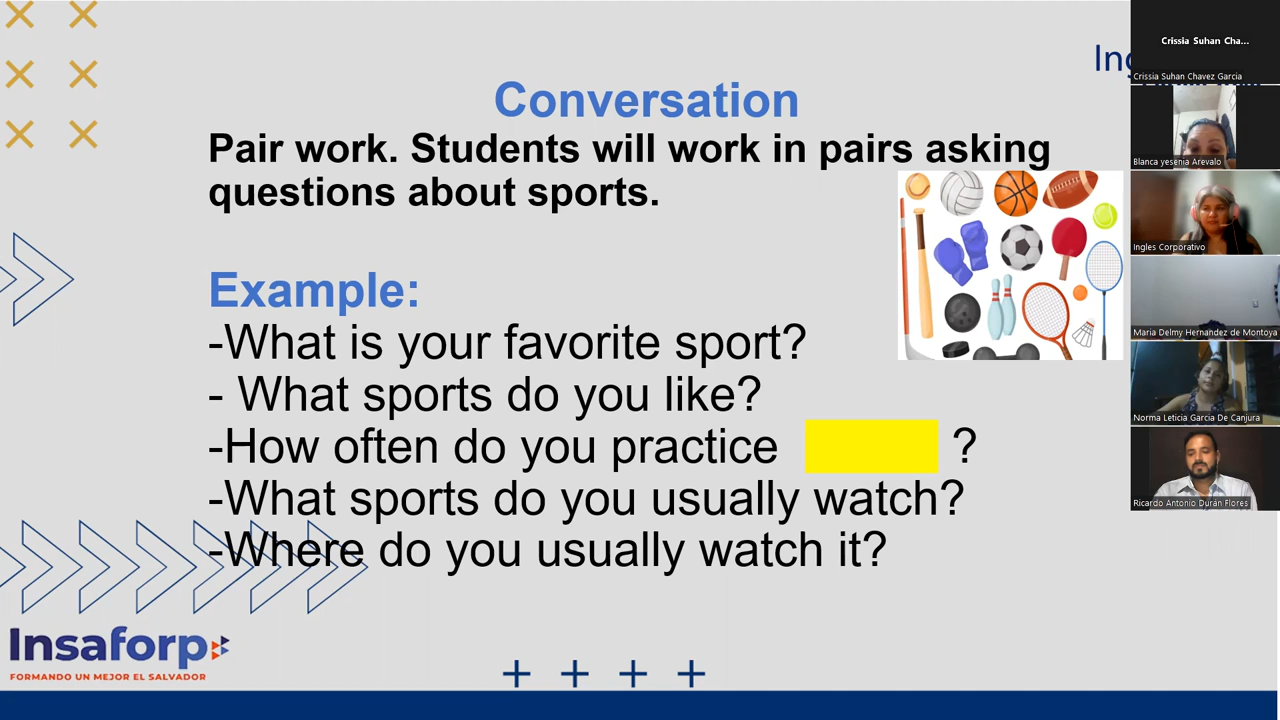 Conversation
Pair work. Students will work in pairs asking
questions about sports.
Example:
-What is your favorite sport?
- What sports do you like?
-How often do you practice ?
-What sports do you usually watch?
-Where do you usually watch it?
Insaforp
FORMANDO UN MEJOR EL SALVADOR
Crissia Suhan Cha...
Crissia Suhan Chavez Garcia
Blanca yesenia Arevalo
Ingles Corporativo
Maria Delmy Hernandez de Montoya
Norma Leticia Garcia De Canjura
Ricardo Antonio Durán Flores